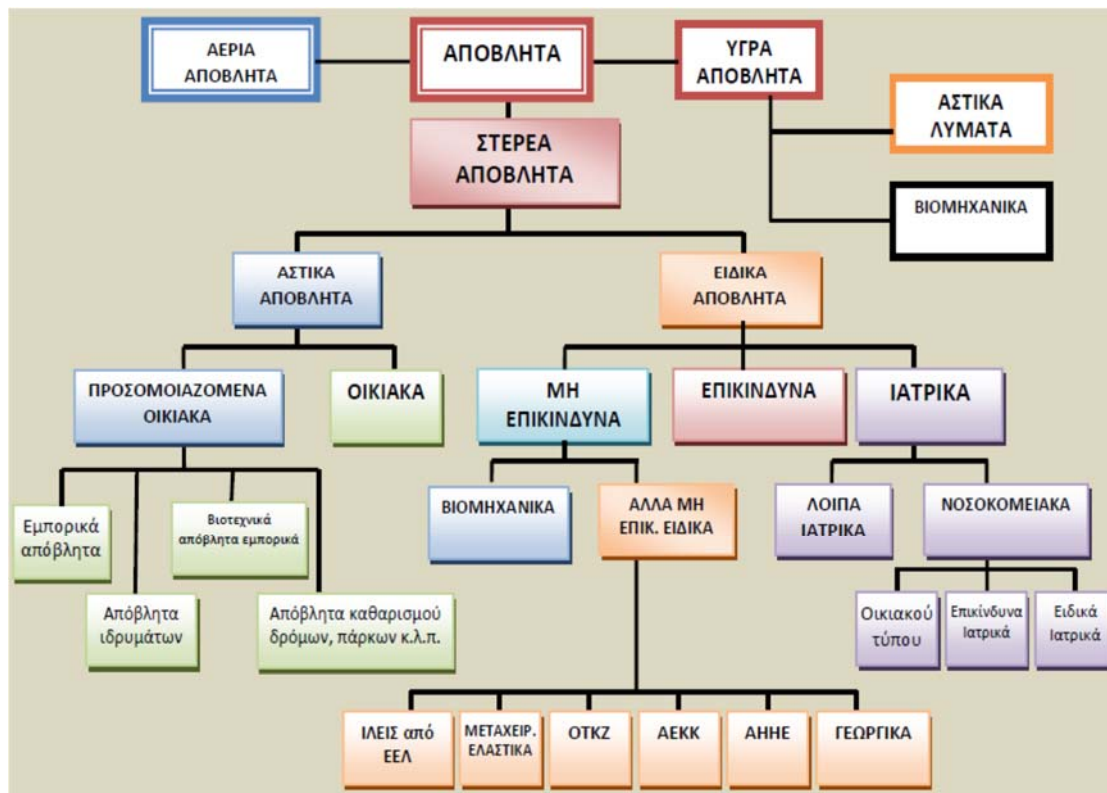 ΑΕΡΙΑ
ΑΠΟΒΛΗΤΑ
ΑΠΟΒΛΗΤΑ
ΥΓΡΑ
ΑΠΟΒΛΗΤΑ
ΑΣΤΙΚΑ
ΛΥΜΑΤΑ
ΣΤΕΡΕΑ
ΑΠΟΒΛΗΤΑ
ΒΙΟΜΗΧΑΝΙΚΑ
ΑΣΤΙΚΑ
ΑΠΟΒΛΗΤΑ
ΕΙΔΙΚΑ
ΑΠΟΒΛΗΤΑ
ΠΡΟΣΟΜΟΙΑΖΟΜΕΝΑ
ΟΙΚΙΑΚΑ
ΟΙΚΙΑΚΑ
ΜΗ
ΕΠΙΚΙΝΔΥΝΑ
ΕΠΙΚΙΝΔΥΝΑ
ΙΑΤΡΙΚΑ
Εμπορικά
απόβλητα
Βιοτεχνικά
απόβλητα εμπορικά
ΒΙΟΜΗΧΑΝΙΚΑ
ΑΛΛΑ ΜΗ
ΕΠΙΚ. ΕΙΔΙΚΑ
ΛΟΙΠΑ
ΙΑΤΡΙΚΑ
ΝΟΣΟΚΟΜΕΙΑΚΑ
Απόβλητα
ιδρυμάτων
Απόβλητα καθαρισμού
δρόμων, πάρκων κ.λ.π.
Οικιακού
τύπου
Επικίνδυνα
Ιατρικά
Ειδικά
Ιατρικά
ΙΛΕΙΣ από
ΕΕΛ
ΜΕΤΑΧΕΙΡ.
ΕΛΑΣΤΙΚΑ
ΟΤΚΖ
ΑΕΚΚ
ΑΗΗΕ
ΓΕΩΡΓΙΚΑ